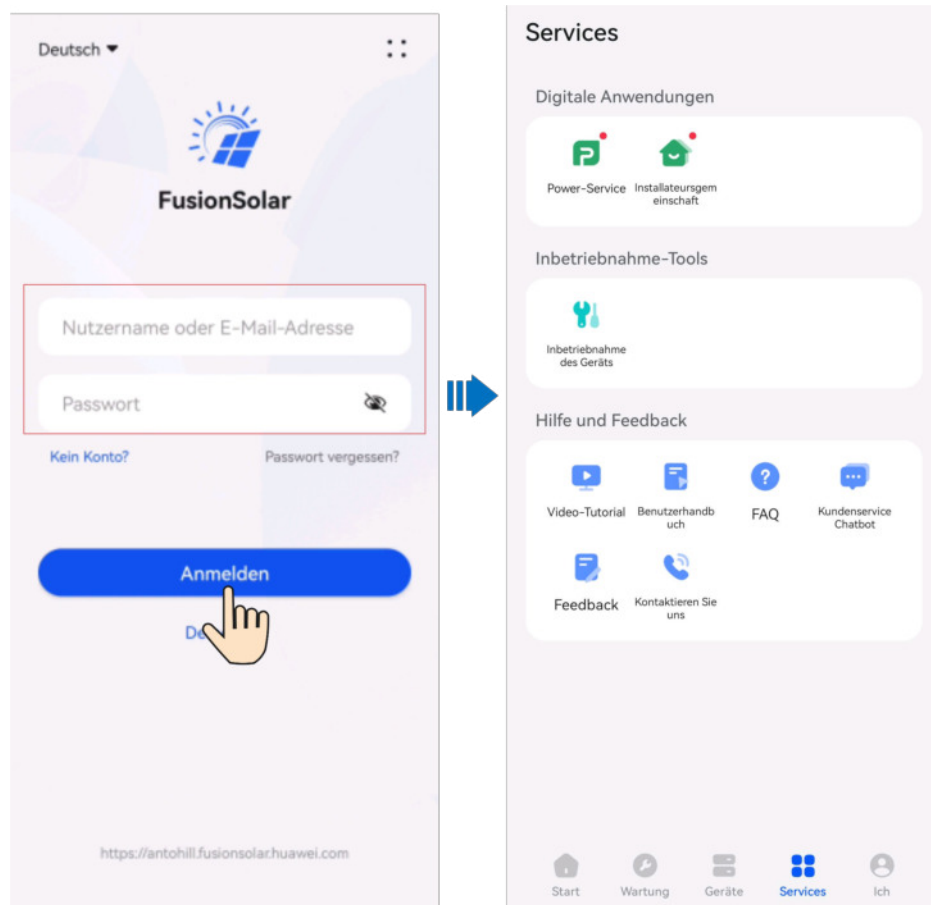 Deutsch
FusionSolar
Nutzername oder E-Mail-Adresse
Passwort
Kein Konto?
Passwort vergessen?
Anmelden
https://antohill.fusionsolar.huawei.com
Services
Digitale Anwendungen
Power-Service
Installateursgem
einschaft
Inbetriebnahme-Tools
Inbetriebnahme
des Geräts
Hilfe und Feedback
Video-Tutorial
Benutzerhandb
uch
FAQ
Kundenservice
Chatbot
Feedback
Kontaktieren Sie
uns
Start
Wartung
Geräte
Services
Ich